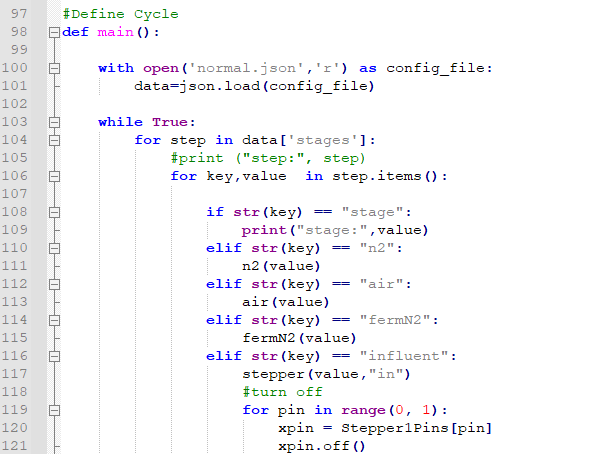 97 #Define Cycle
98 def main():
99
100 with open('normal.json','r') as config_file:
101 data=json.load(config_file)
102
103 while True:
104 for step in data['stages']:
105 #print ("step:", step)
106 for key,value  in step.items():
107
108 if str(key) == "stage":
109 print("stage:",value)
110 elif str(key) == "n2":
111 n2(value)
112 elif str(key) == "air":
113 air(value)
114 elif str(key) == "fermN2":
115 fermN2(value)
116 elif str(key) == "influent":
117 stepper(value,"in")
118 #turn off
119 for pin in range(0, 1):
120 xpin = Stepper1Pins[pin]
121 xpin.off()